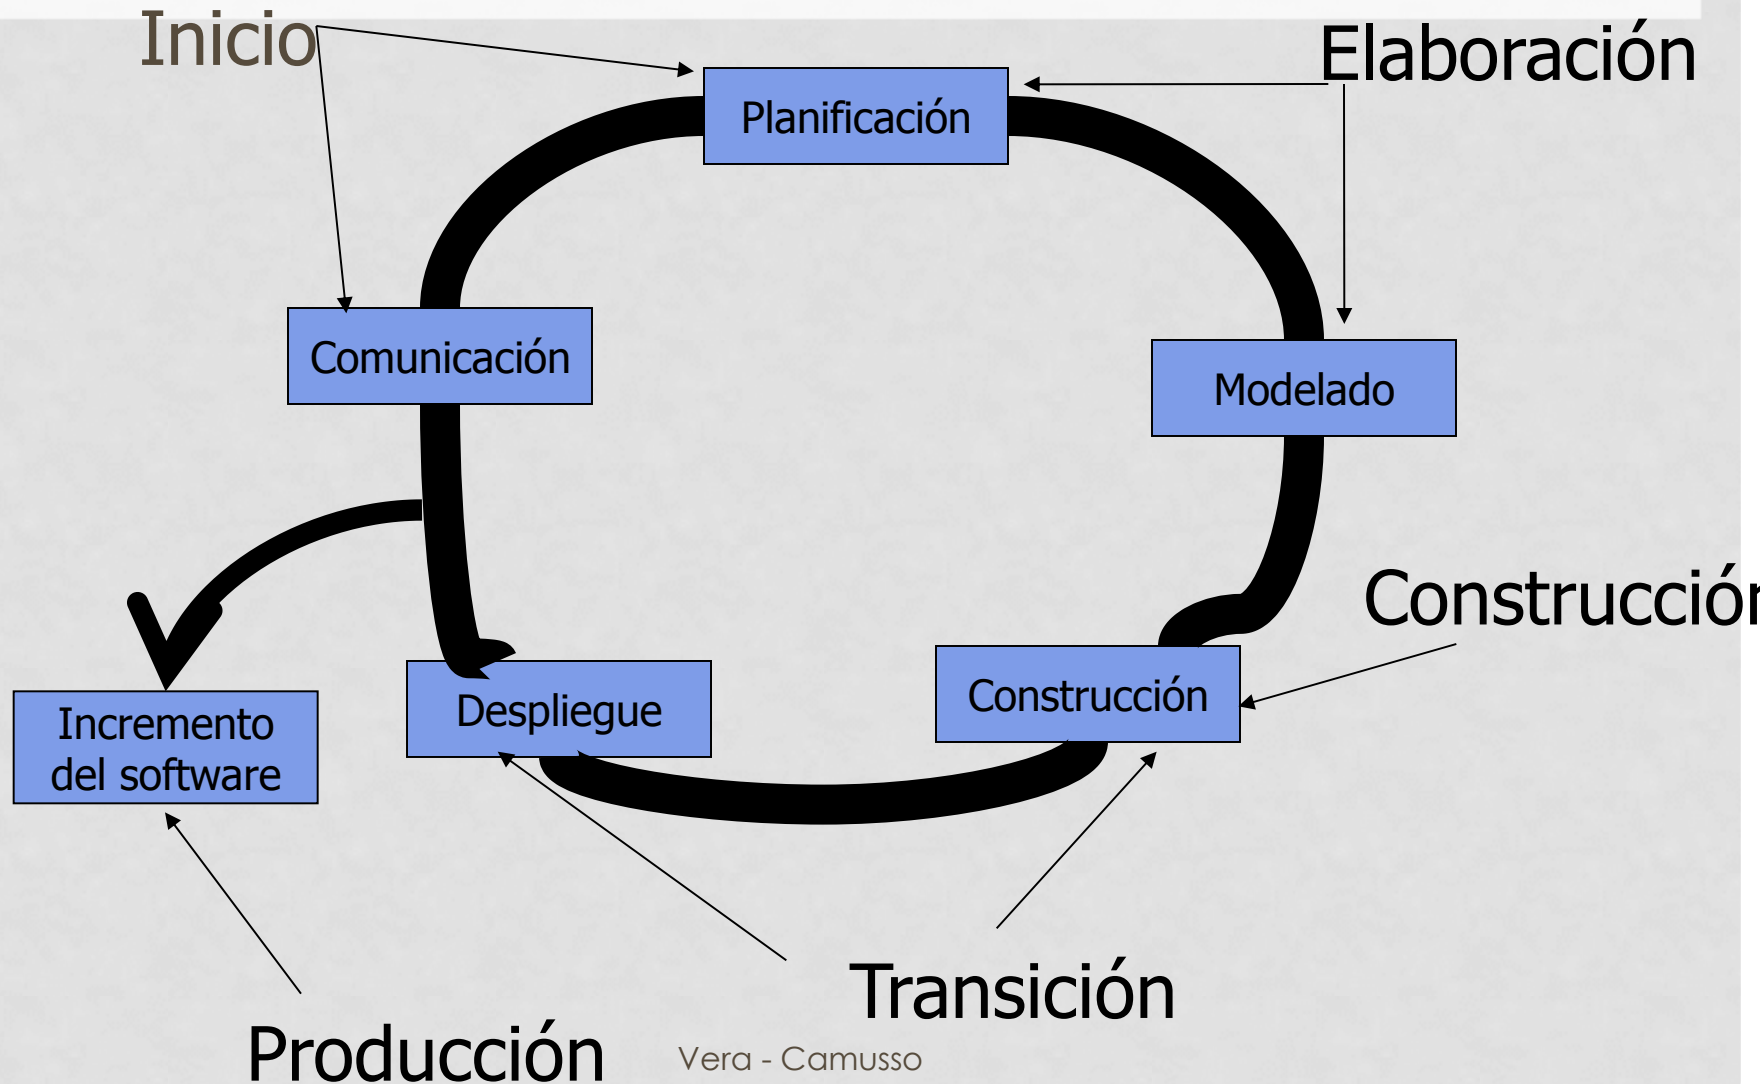 Inicio
Elaboración
Planificación
Comunicación
Modelado
Construcción
Construcción
Despliegue
Incremento
del software
Transición
Producción
Vera - Camusso